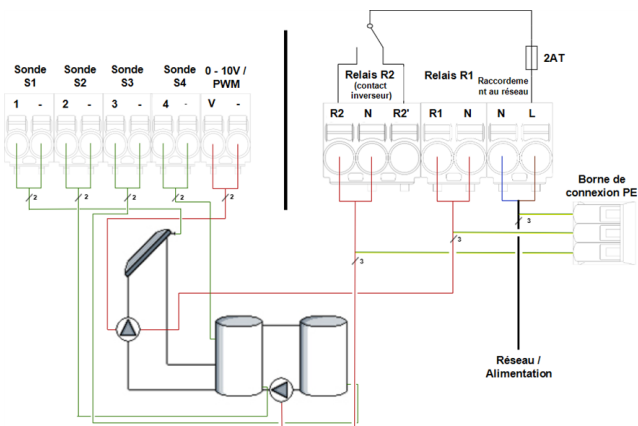 Sonde S1
Sonde S2
Sonde S3
Sonde S4
0 - 10V / PWM
1 - 2 - 3 - 4 - V -
2
2
2
2
2
2AT
Relais R2
(contact
inverseur)
Relais R1
Raccordeme
nt au réseau
R2 N R2' R1 N N L
Borne de
connexion PE
3
3
3
Réseau /
Alimentation